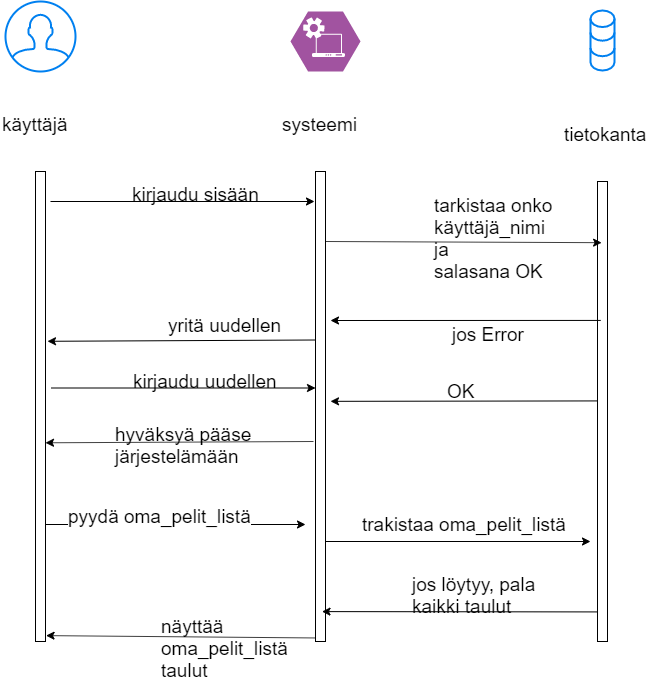 käyttäjä
systeemi
tietokanta
kirjaudu sisään
tarkistaa onko
käyttäjä_nimi
ja
salasana OK
yritä uudellen
jos Error
kirjaudu uudellen
OK
hyväksyä pääse
järjestelämään
pyydä oma_pelit_listä
trakistaa oma_pelit_listä
jos löytyy, pala
kaikki taulut
näyttää
oma_pelit_listä
taulut